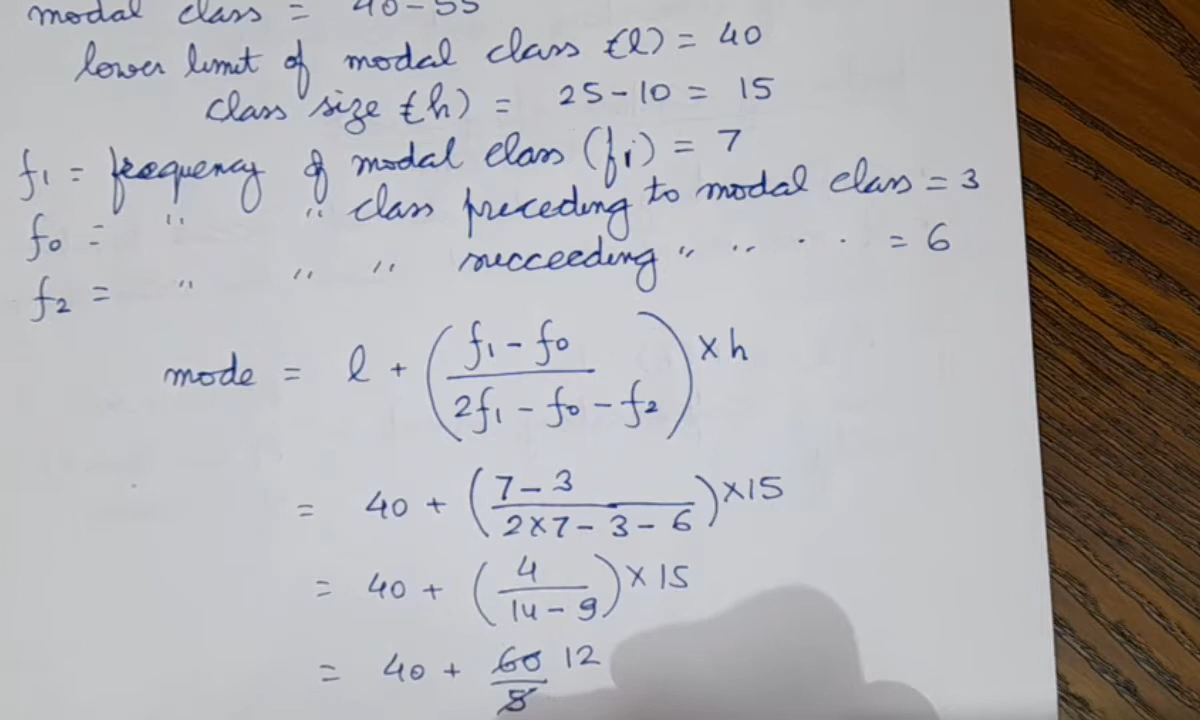 modal class = 40-55
lower limit of modal class (l) = 40
class size (h) = 25-10 = 15
f1 = frequency of modal class (f1) = 7
f0 = " " class preceding to modal class = 3
f2 = " " " succeeding " " . . = 6
mode = l + (f1 - f0 / 2f1 - f0 - f2) × h
= 40 + (7-3 / 2×7-3-6) ×15
= 40 + (4 / 14-9) × 15
= 40 + 60/5 12